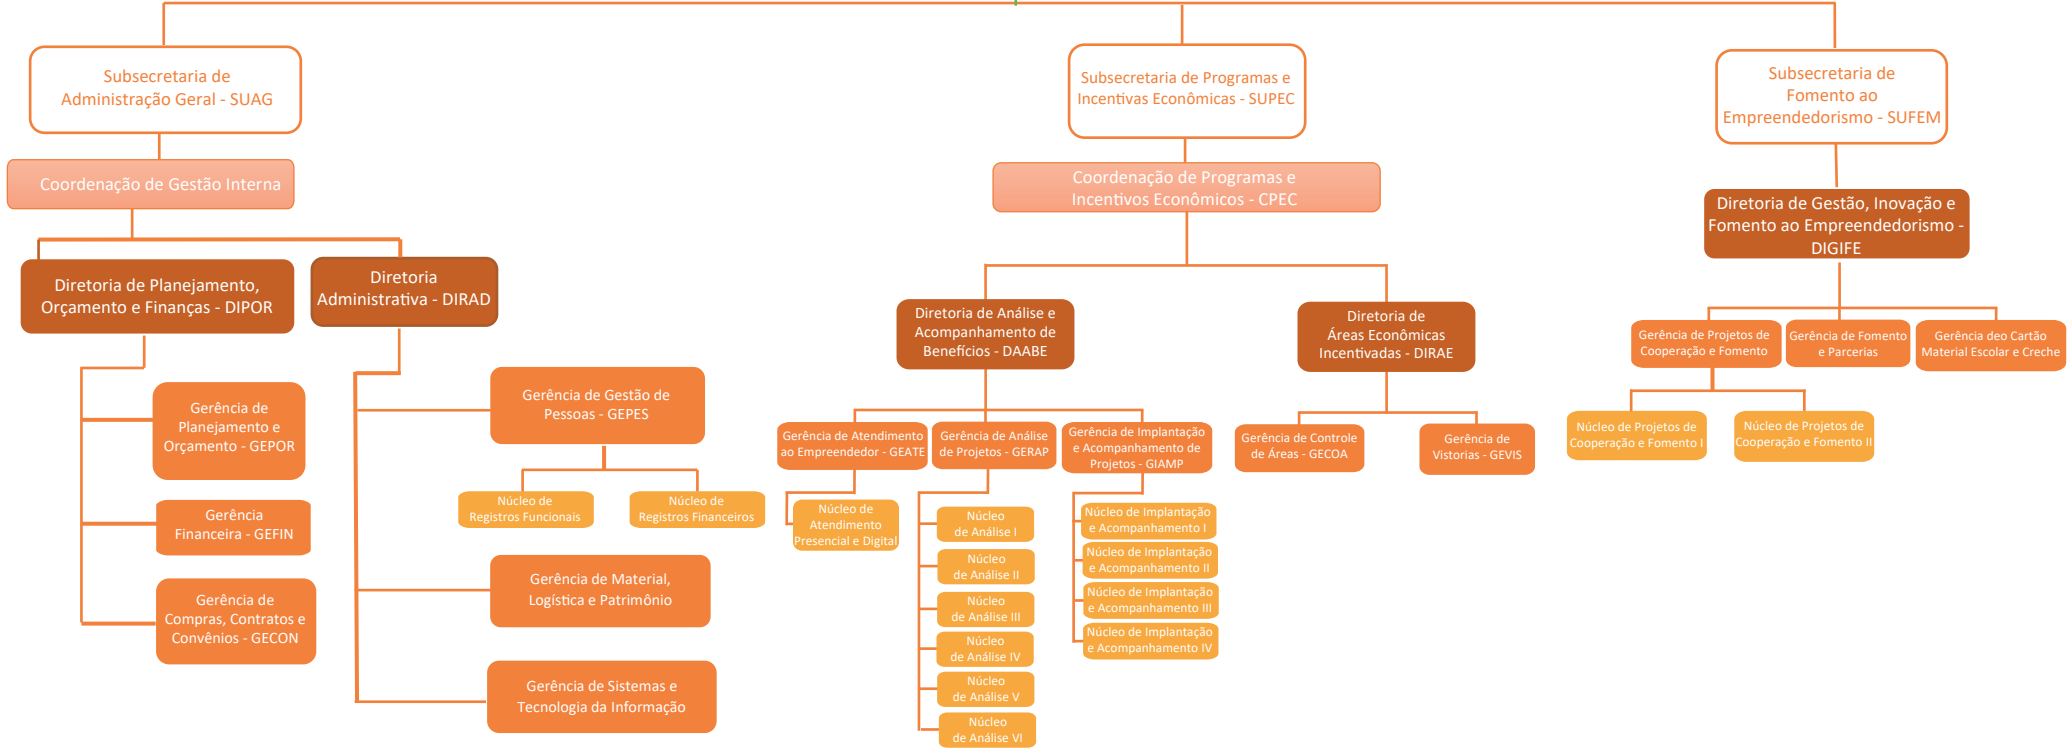 Subsecretaria de
Administração Geral - SUAG
Subsecretaria de Programas e
Incentivas Econômicas - SUPEC
Subsecretaria de
Fomento ao
Empreendedorismo - SUFEM
Coordenação de Gestão Interna
Coordenação de Programas e
Incentivos Econômicos - CPEC
Diretoria de Gestão, Inovação e
Fomento ao Empreendedorismo -
DIGIFE
Diretoria de Planejamento,
Orçamento e Finanças - DIPOR
Diretoria
Administrativa - DIRAD
Diretoria de Análise e
Acompanhamento de
Benefícios - DAABE
Diretoria de
Áreas Econômicas
Incentivadas - DIRAE
Gerência de Projetos de
Cooperação e Fomento
Gerência de Fomento
e Parcerias
Gerência deo Cartão
Material Escolar e Creche
Gerência de
Planejamento e
Orçamento - GEPOR
Gerência
Financeira - GEFIN
Gerência de
Compras, Contratos e
Convênios - GECON
Gerência de Gestão de
Pessoas - GEPES
Núcleo de
Registros Funcionais
Núcleo de
Registros Financeiros
Gerência de Material,
Logística e Patrimônio
Gerência de Sistemas e
Tecnologia da Informação
Gerência de Atendimento
ao Empreendedor - GEATE
Gerência de Análise
de Projetos - GERAP
Gerência de Implantação
e Acompanhamento de
Projetos - GIAMP
Gerência de Controle
de Áreas - GECOA
Gerência de
Vistorias - GEVIS
Núcleo de Projetos de
Cooperação e Fomento I
Núcleo de Projetos de
Cooperação e Fomento II
Núcleo de
Atendimento
Presencial e Digital
Núcleo
de Análise I
Núcleo
de Análise II
Núcleo
de Análise III
Núcleo
de Análise IV
Núcleo
de Análise V
Núcleo
de Análise VI
Núcleo de Implantação
e Acompanhamento I
Núcleo de Implantação
e Acompanhamento II
Núcleo de Implantação
e Acompanhamento III
Núcleo de Implantação
e Acompanhamento IV